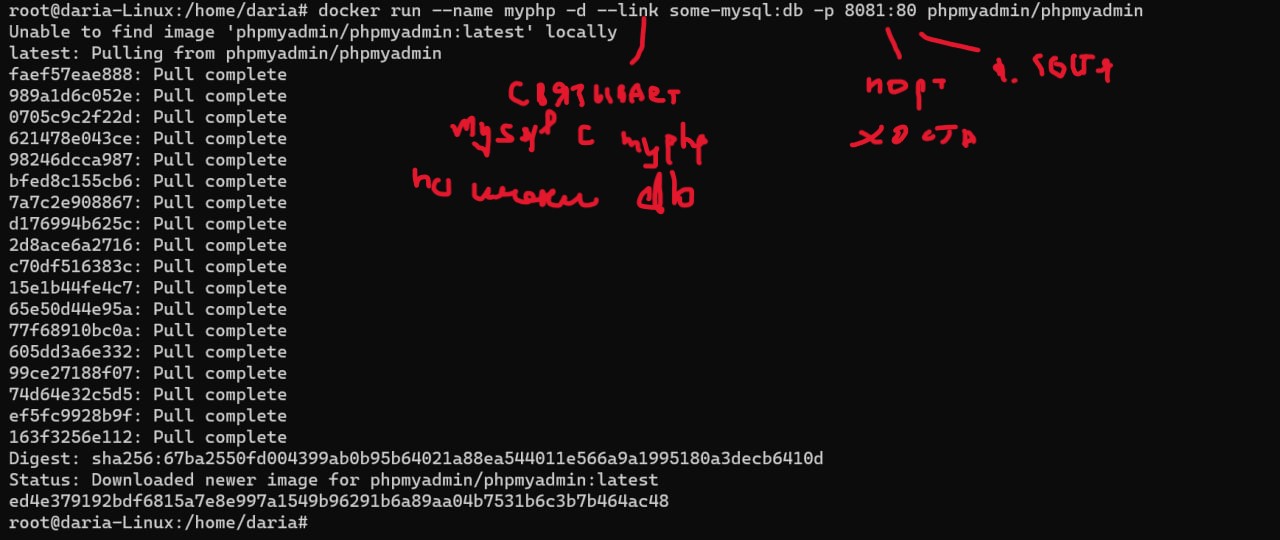 root@daria-Linux:/home/daria# docker run --name myphp -d --link some-mysql:db -p 8081:80 phpmyadmin/phpmyadmin
Unable to find image 'phpmyadmin/phpmyadmin:latest' locally
latest: Pulling from phpmyadmin/phpmyadmin
faef57eae888: Pull complete
989a1d6c052e: Pull complete
0705c9c2f22d: Pull complete
621478e043ce: Pull complete
98246dcca987: Pull complete
bfed8c155cb6: Pull complete
7a7c2e908867: Pull complete
d176994b625c: Pull complete
2d8ace6a2716: Pull complete
c70df516383c: Pull complete
15e1b44fe4c7: Pull complete
65e50d44e95a: Pull complete
77f68910bc0a: Pull complete
605dd3a6e332: Pull complete
99ce27188f07: Pull complete
74d64e32c5d5: Pull complete
ef5fc9928b9f: Pull complete
163f3256e112: Pull complete
Digest: sha256:67ba2550fd004399ab0b95b64021a88ea544011e566a9a1995180a3decb6410d
Status: Downloaded newer image for phpmyadmin/phpmyadmin:latest
ed4e379192bdf6815a7e8e997a1549b96291b6a89aa04b7531b6c3b7b464ac48
root@daria-Linux:/home/daria#
связывает
mysql с myphp
по имени db
порт
хоста